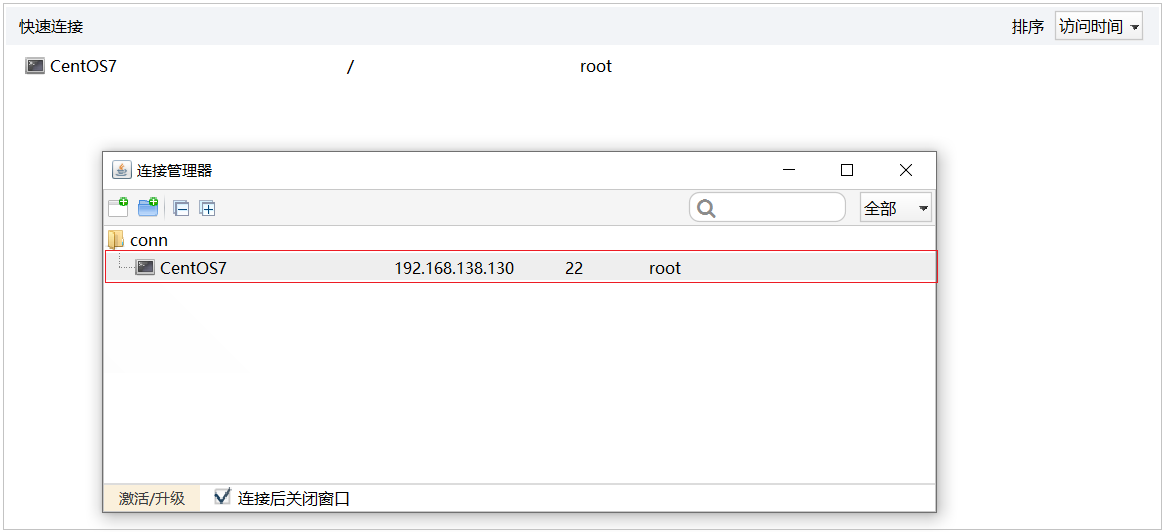 快速连接 排序 访问时间
CentOS7 / root
连接管理器
全部
conn
CentOS7 192.168.138.130 22 root
激活/升级 连接后关闭窗口